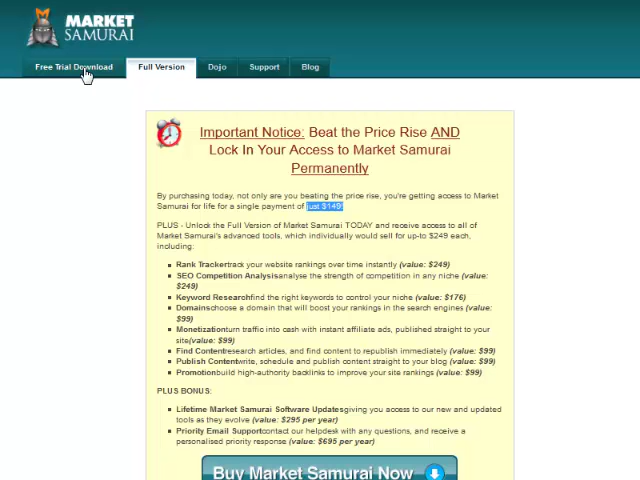 MARKET
SAMURAI
Free Trial Download Full Version Dojo Support Blog
Important Notice: Beat the Price Rise AND
Lock In Your Access to Market Samurai
Permanently
By purchasing today, not only are you beating the price rise, you're getting access to Market
Samurai for life for a single payment of just $149!
PLUS - Unlock the Full Version of Market Samurai TODAY and receive access to all of
Market Samurai's advanced tools, which individually would sell for up-to $249 each,
including:
Rank Trackertrack your website rankings over time instantly (value: $249)
SEO Competition Analysisanalyse the strength of competition in any niche (value:
$249)
Keyword Researchfind the right keywords to control your niche (value: $176)
Domainschoose a domain that will boost your rankings in the search engines (value:
$99)
Monetizationturn traffic into cash with instant affiliate ads, published straight to your
site(value: $99)
Find Contentresearch articles, and find content to republish immediately (value: $99)
Publish Contentwrite, schedule and publish content straight to your blog (value: $99)
Promotionbuild high-authority backlinks to improve your site rankings (value: $99)
PLUS BONUS:
Lifetime Market Samurai Software Updatesgiving you access to our new and updated
tools as they evolve (value: $295 per year)
Priority Email Supportcontact our helpdesk with any questions, and receive a
personalised priority response (value: $695 per year)
Buy Market Samurai Now